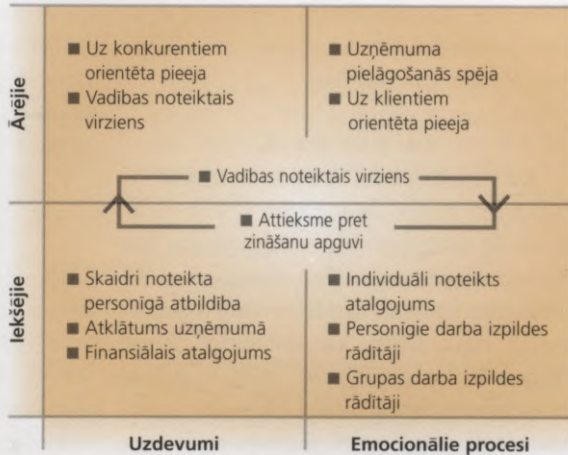 Ārējie
■ Uz konkurentiem
orientēta pieeja
■ Vadības noteiktais
virziens
■ Uzņēmuma
pielāgošanās spēja
■ Uz klientiem
orientēta pieeja
■ Vadības noteiktais virziens
■ Attieksme pret
zināšanu apguvi
Iekšējie
■ Skaidri noteikta
personīgā atbildība
■ Atklātums uzņēmumā
■ Finansiālais atalgojums
■ Individuāli noteikts
atalgojums
■ Personīgie darba izpildes
rādītāji
■ Grupas darba izpildes
rādītāji
Uzdevumi
Emocionālie procesi